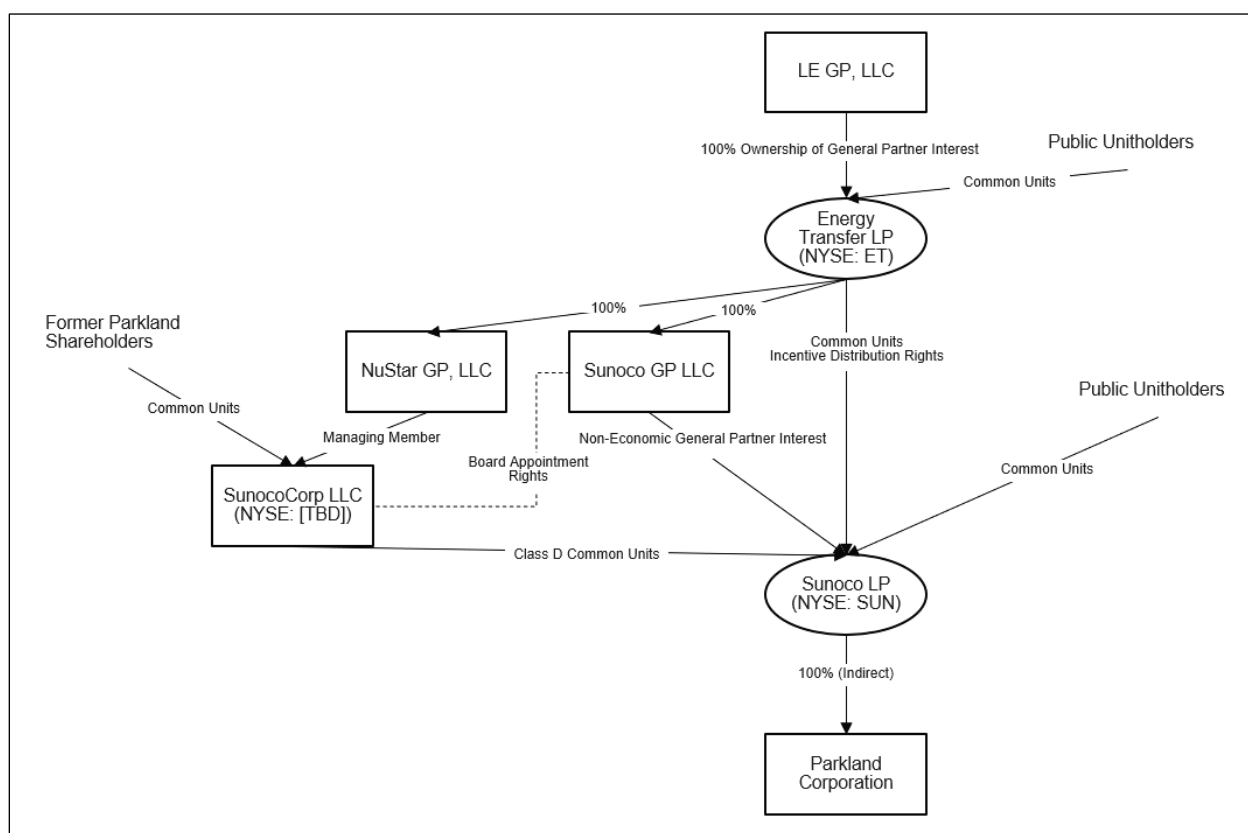 LE GP, LLC
100% Ownership of General Partner Interest
Public Unitholders
Common Units
Energy
Transfer LP
(NYSE: ET)
100%
100%
Former Parkland
Shareholders
NuStar GP, LLC
Sunoco GP LLC
Common Units
Incentive Distribution Rights
Public Unitholders
Common Units
Managing Member
Non-Economic General Partner Interest
Board Appointment
Rights
Common Units
SunocoCorp LLC
(NYSE: [TBD])
Class D Common Units
Sunoco LP
(NYSE: SUN)
100% (Indirect)
Parkland
Corporation